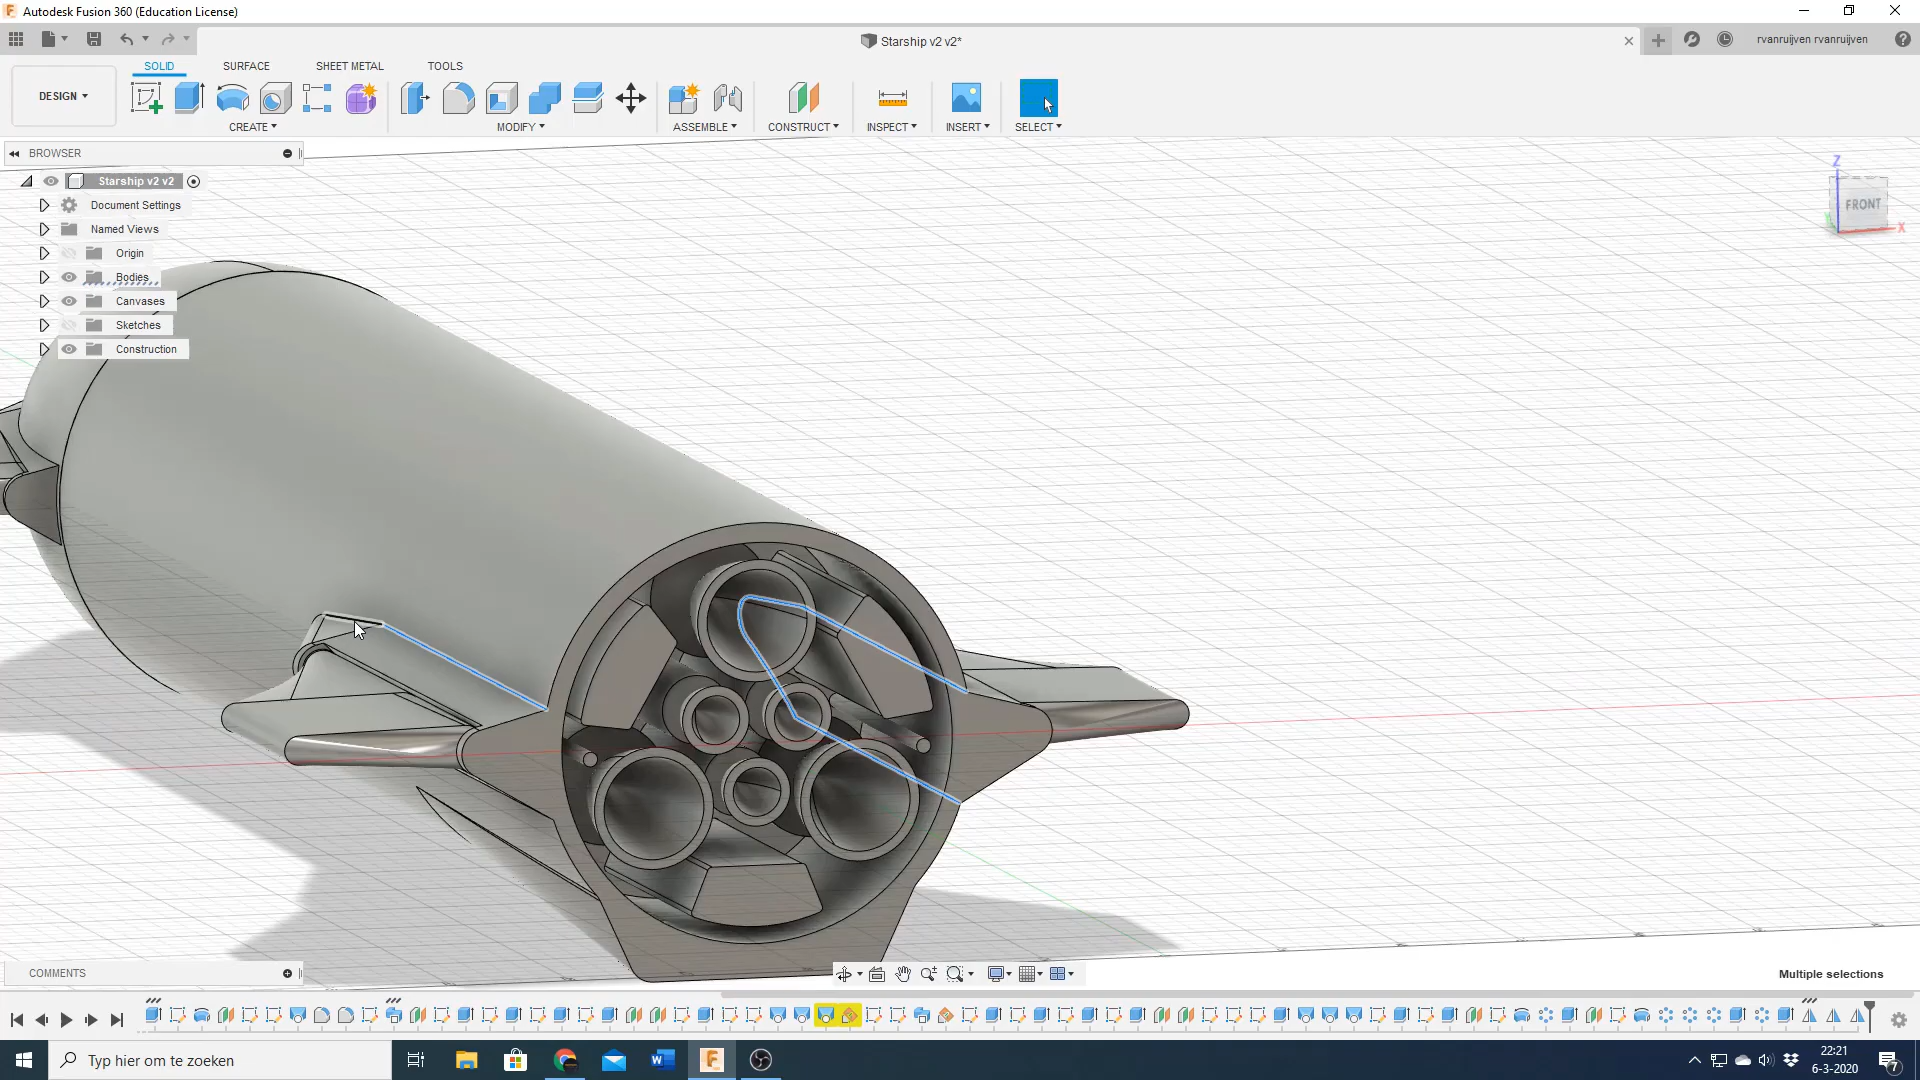 Autodesk Fusion 360 (Education License)
Starship v2 v2*
rvanruijven rvanruijven
SOLID SURFACE SHEET METAL TOOLS
DESIGN
CREATE MODIFY ASSEMBLE CONSTRUCT INSPECT INSERT SELECT
BROWSER
Starship v2 v2
Document Settings
Named Views
Origin
Bodies
Canvases
Sketches
Construction
Z
FRONT
X
COMMENTS
Multiple selections
Typ hier om te zoeken
22:21
6-3-2020
7